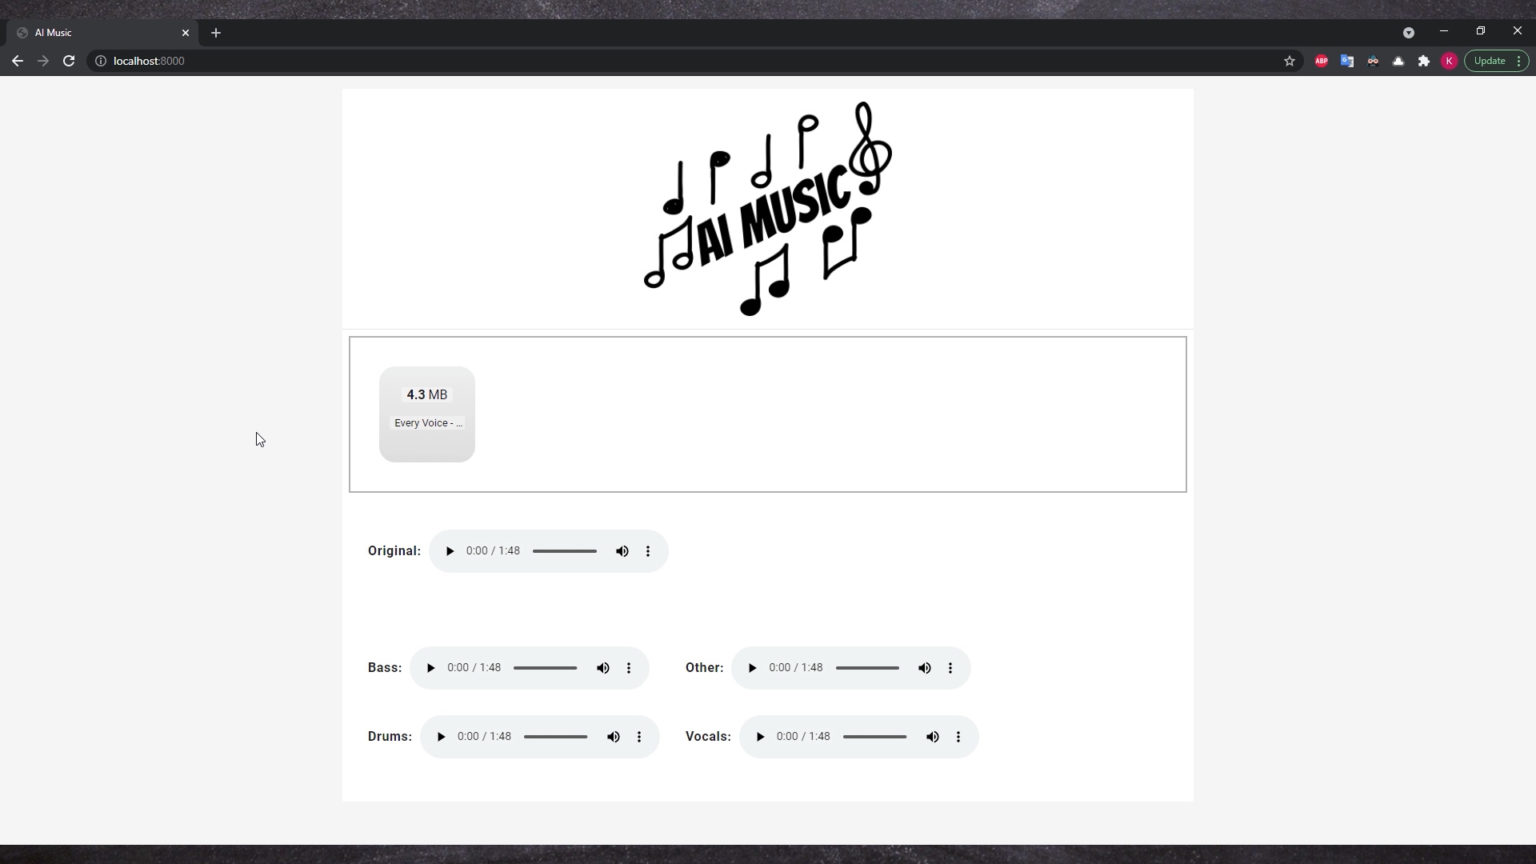 AI Music
localhost:8000
ABP
K
Update
AI MUSIC
4.3 MB
Every Voice - ...
Original: 0:00 / 1:48
Bass: 0:00 / 1:48
Other: 0:00 / 1:48
Drums: 0:00 / 1:48
Vocals: 0:00 / 1:48